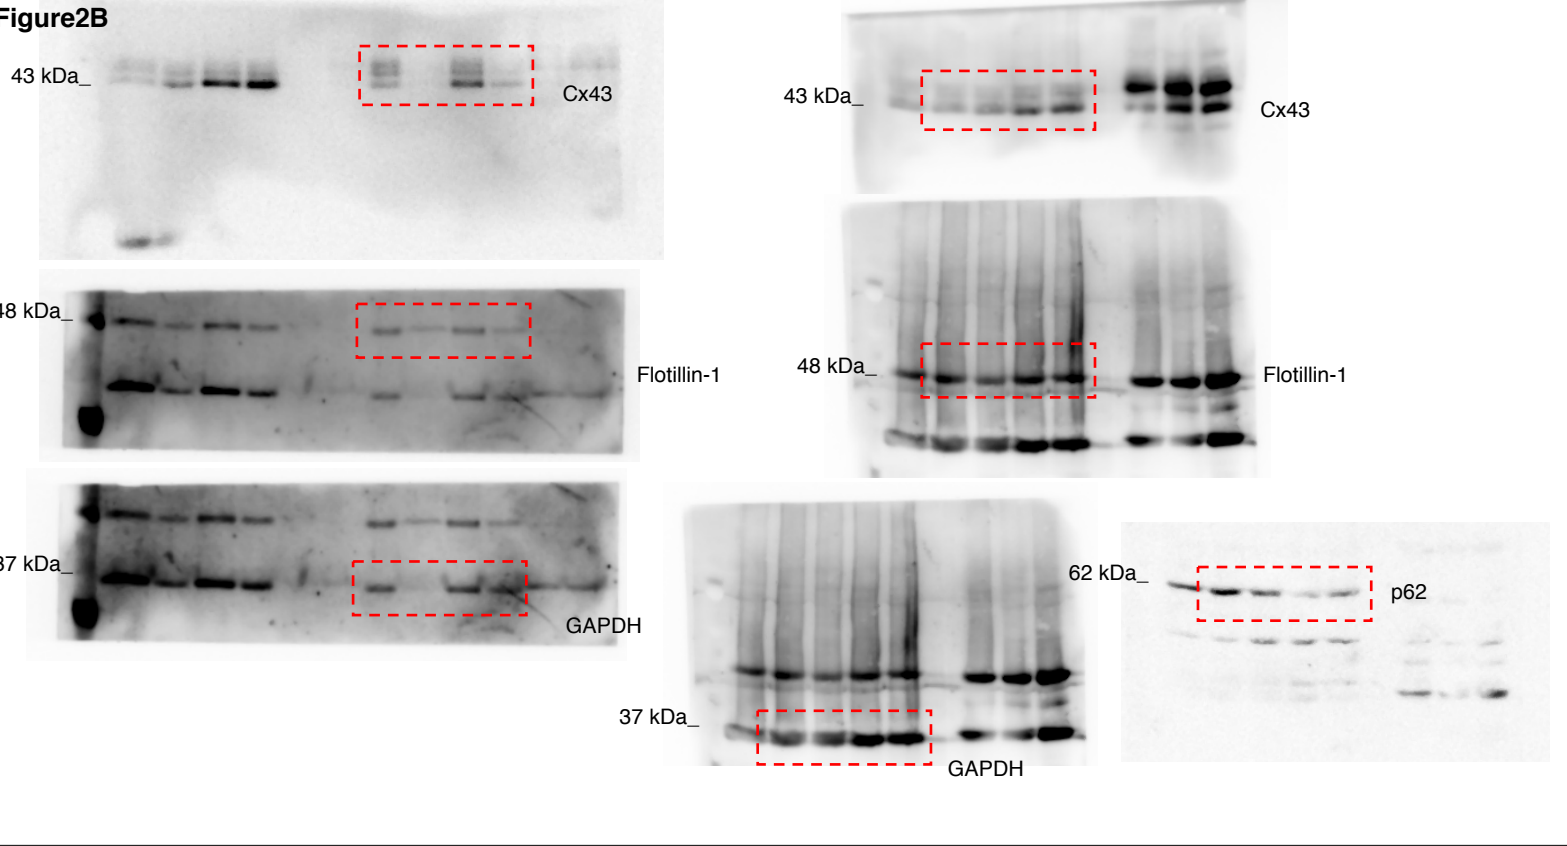 Figure2B
43 kDa_
Cx43
48 kDa_
Flotillin-1
37 kDa_
GAPDH
43 kDa_
Cx43
48 kDa_
Flotillin-1
37 kDa_
GAPDH
62 kDa_
p62